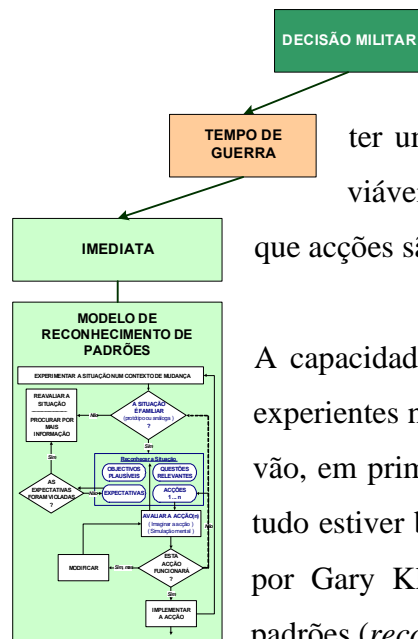 DECISÃO MILITAR
TEMPO DE
GUERRA
ter un
viáve
IMEDIATA
que acções s
MODELO DE
RECONHECIMENTO DE
PADRÕES
EXPERIMENTAR A SITUAÇÃO NUM CONTEXTO DE MUDANÇA
REAVALIAR A
SITUAÇÃO
PROCURAR POR
MAIS
INFORMAÇÃO
Não
A SITUAÇÃO
É FAMILIAR
(protótipo ou análoga)
?
Sim
Sim
Reconhecer a Situação
OBJECTIVOS
PLAUSÍVEIS
QUESTÕES
RELEVANTES
AS
EXPECTATIVAS
FORAM VIOLADAS
?
Não
EXPECTATIVAS
ACÇÕES
1 ... n
Não
AVALIAR A ACÇÃO(n)
( Imaginar a acção )
( Simulação mental )
MODIFICAR
Sim, mas
ESTA
ACÇÃO
FUNCIONARÁ
?
Sim
IMPLEMENTAR
A ACÇÃO
A capacidad
experientes
vão, em prim
tudo estiver
por Gary K
padrões (reco